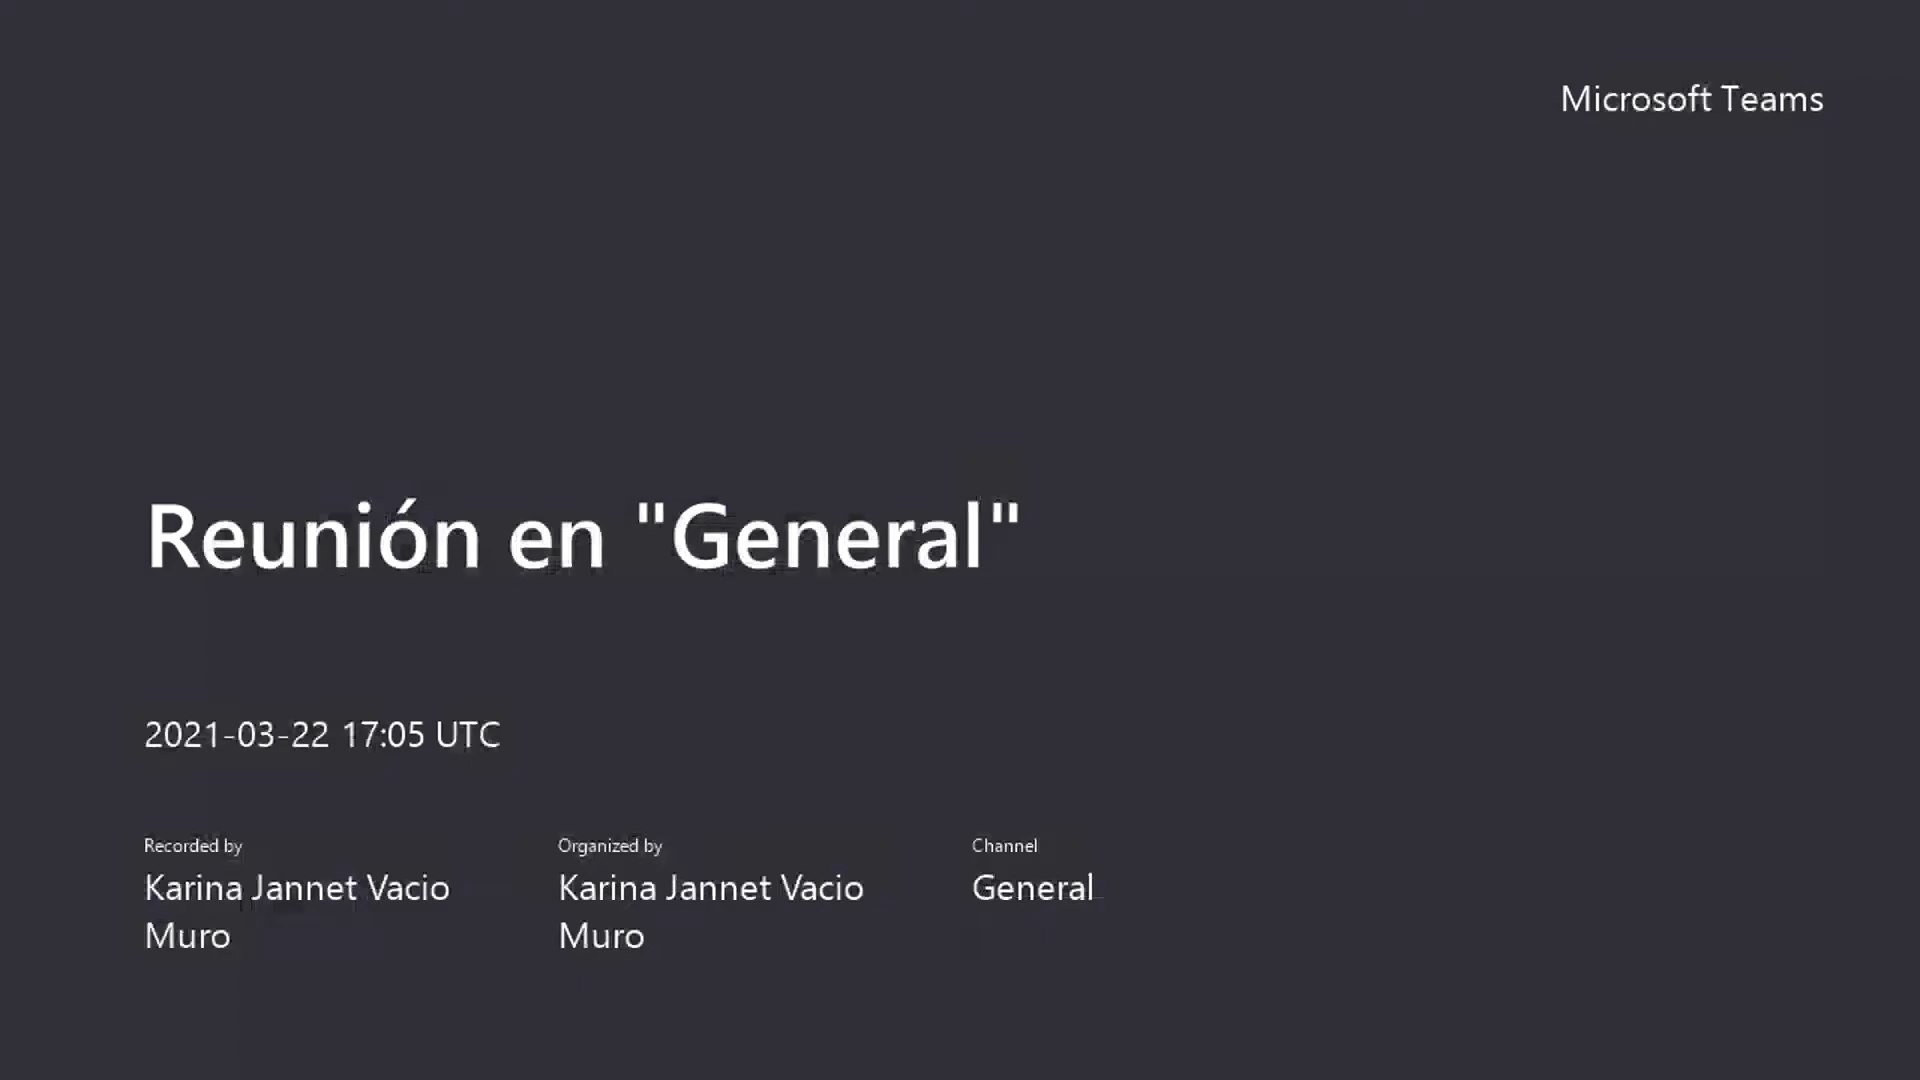 Microsoft Teams
Reunión en "General"
2021-03-22 17:05 UTC
Recorded by
Karina Jannet Vacio
Muro
Organized by
Karina Jannet Vacio
Muro
Channel
General